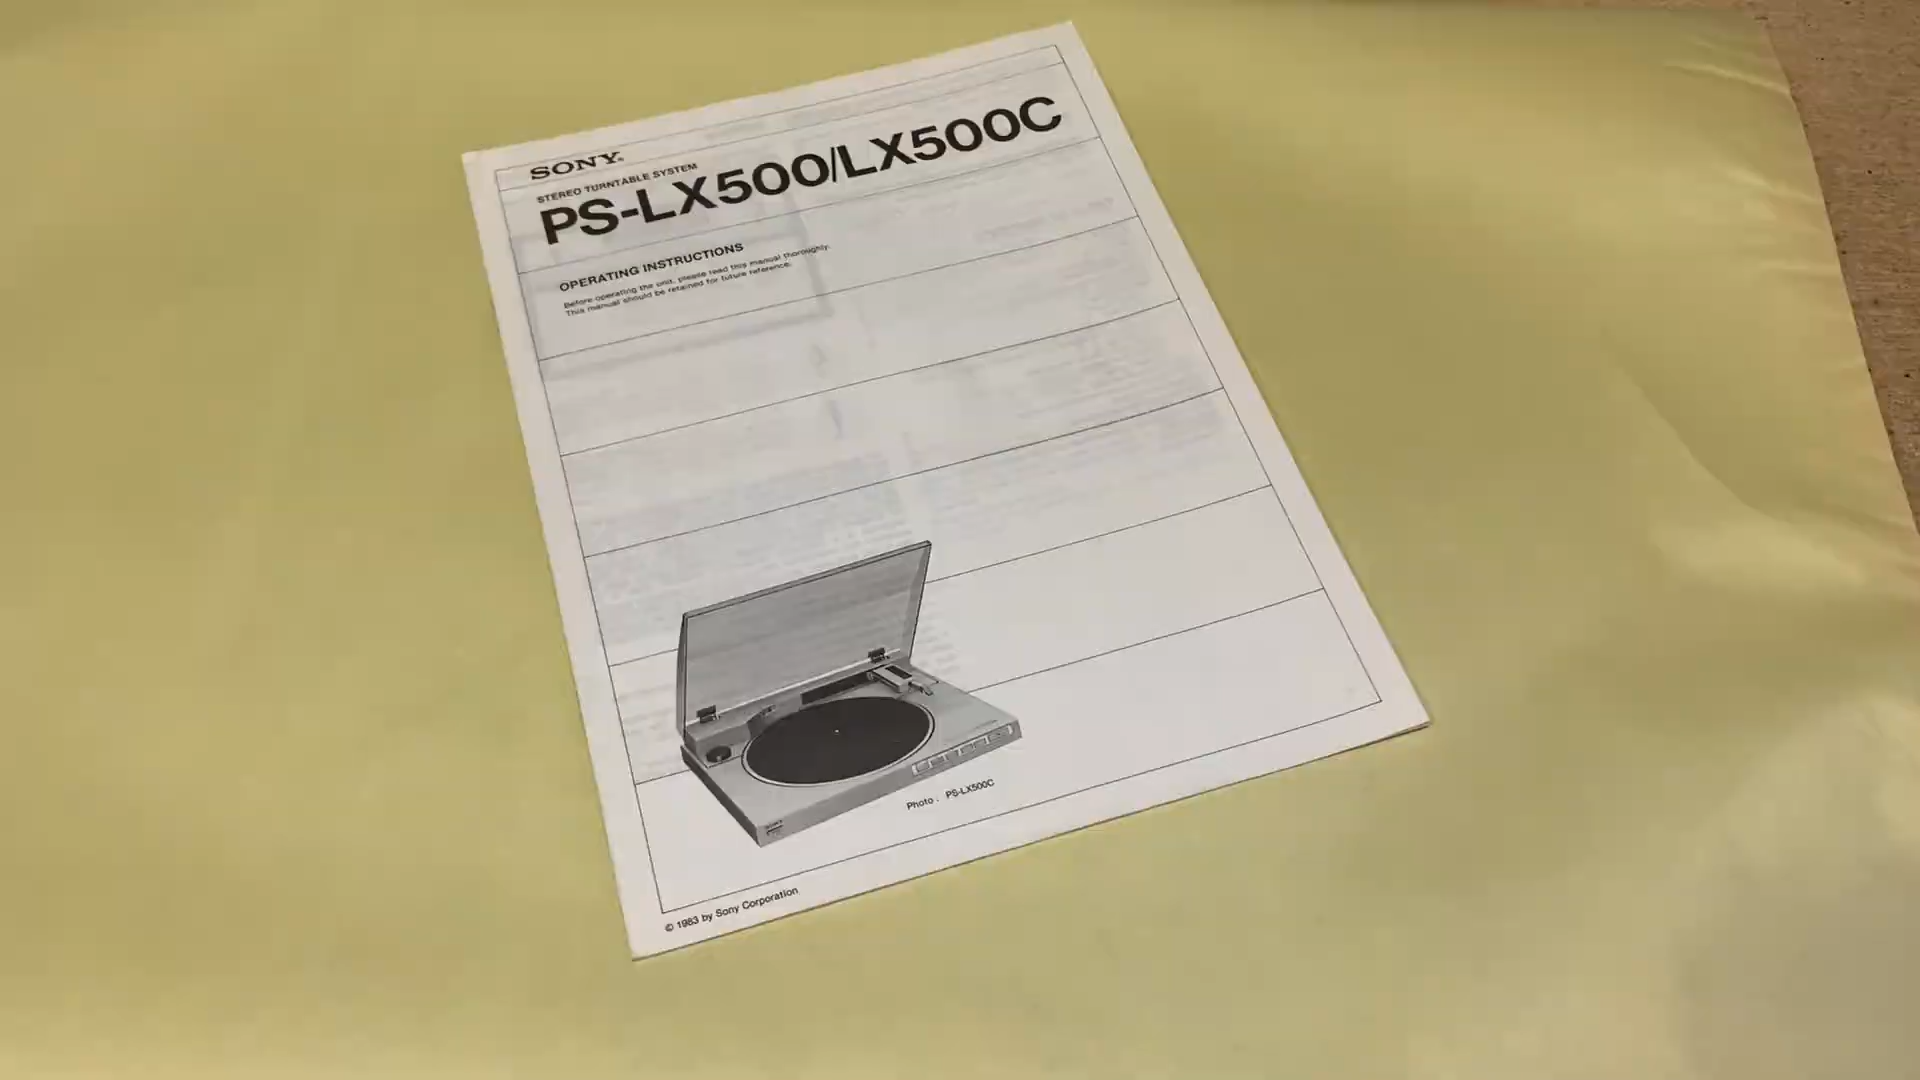 SONY®
STEREO TURNTABLE SYSTEM
PS-LX500/LX500C
OPERATING INSTRUCTIONS
Before operating the unit, please read this manual thoroughly.
This manual should be retained for future reference.
Photo : PS-LX500C
© 1983 by Sony Corporation